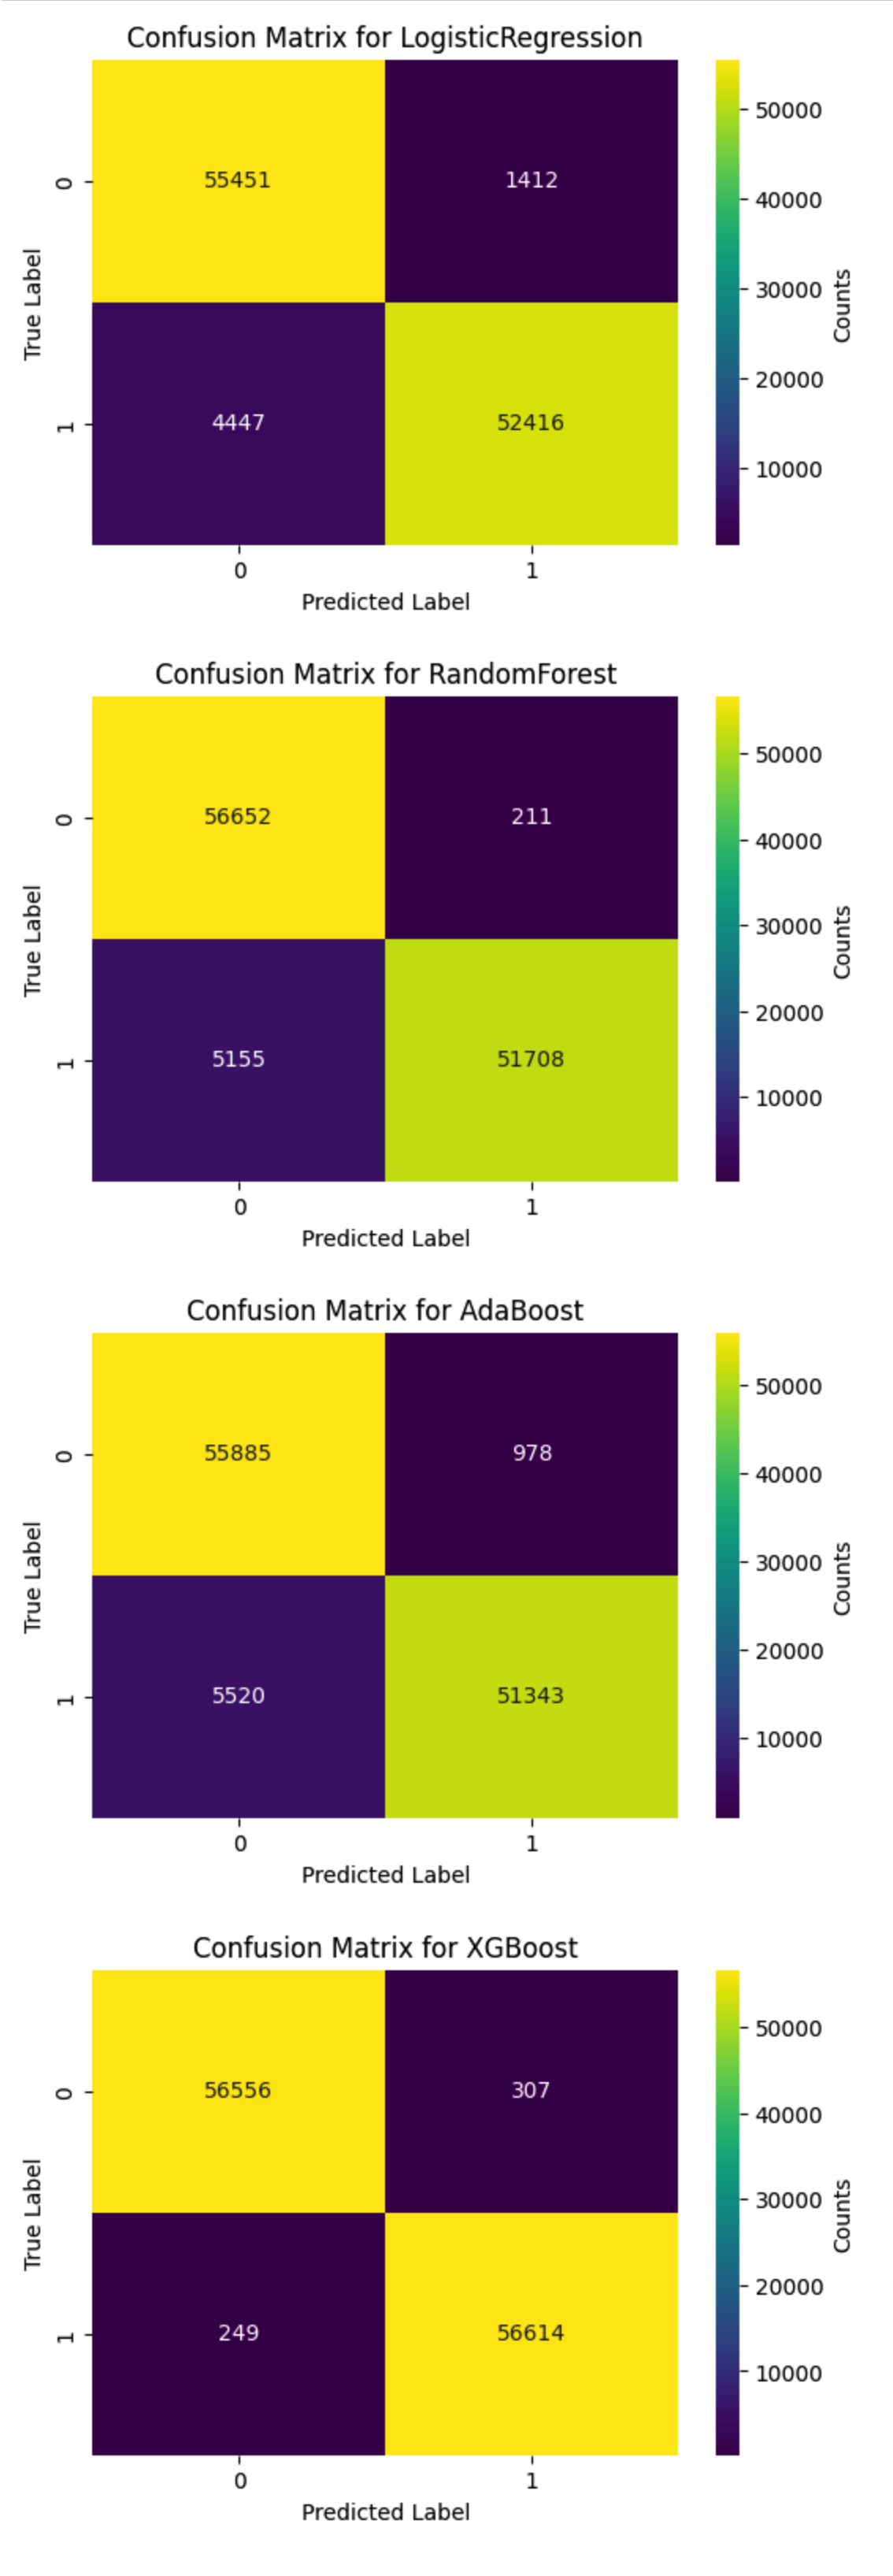 Confusion Matrix for LogisticRegression
55451 1412
4447 52416
0
1
True Label
0 1
Predicted Label
50000
40000
30000
20000
10000
Counts
Confusion Matrix for RandomForest
56652 211
5155 51708
0
1
True Label
0 1
Predicted Label
50000
40000
30000
20000
10000
Counts
Confusion Matrix for AdaBoost
55885 978
5520 51343
0
1
True Label
0 1
Predicted Label
50000
40000
30000
20000
10000
Counts
Confusion Matrix for XGBoost
56556 307
249 56614
0
1
True Label
0 1
Predicted Label
50000
40000
30000
20000
10000
Counts